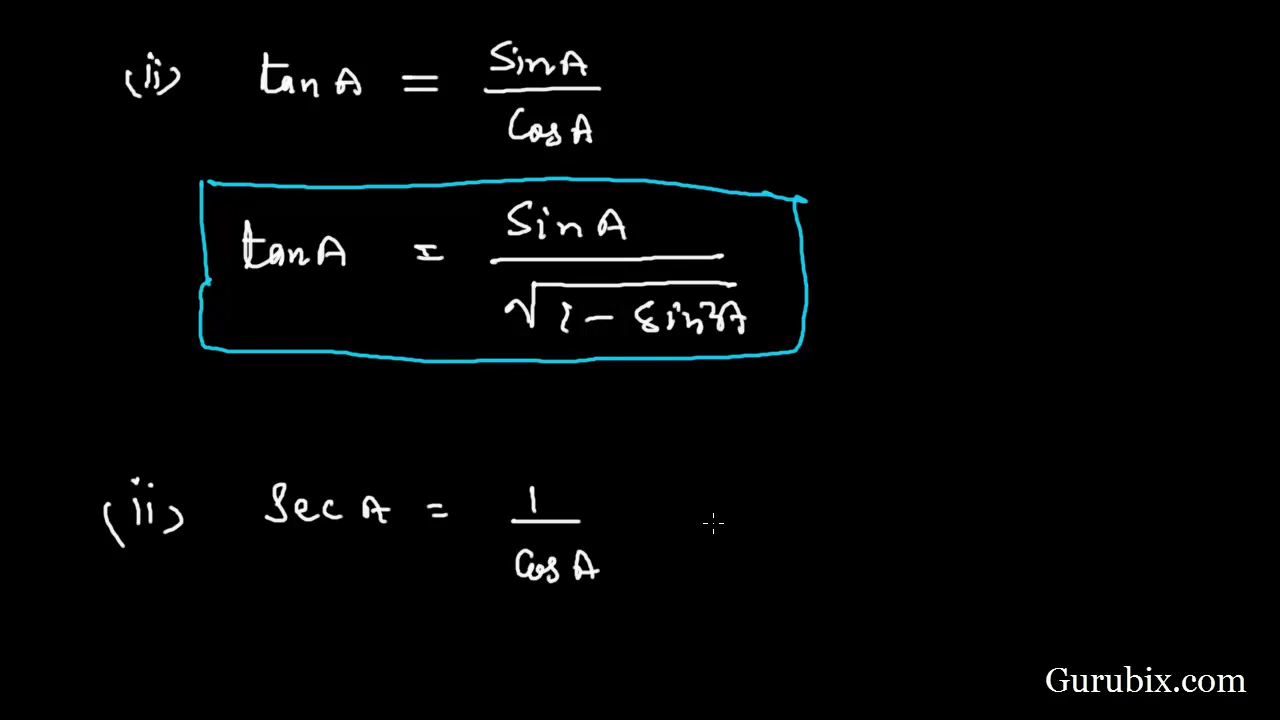 (ii) tan A = Sin A / Cos A
tan A = Sin A / √1 - sin²A
(ii) Sec A = 1 / Cos A
Gurubix.com